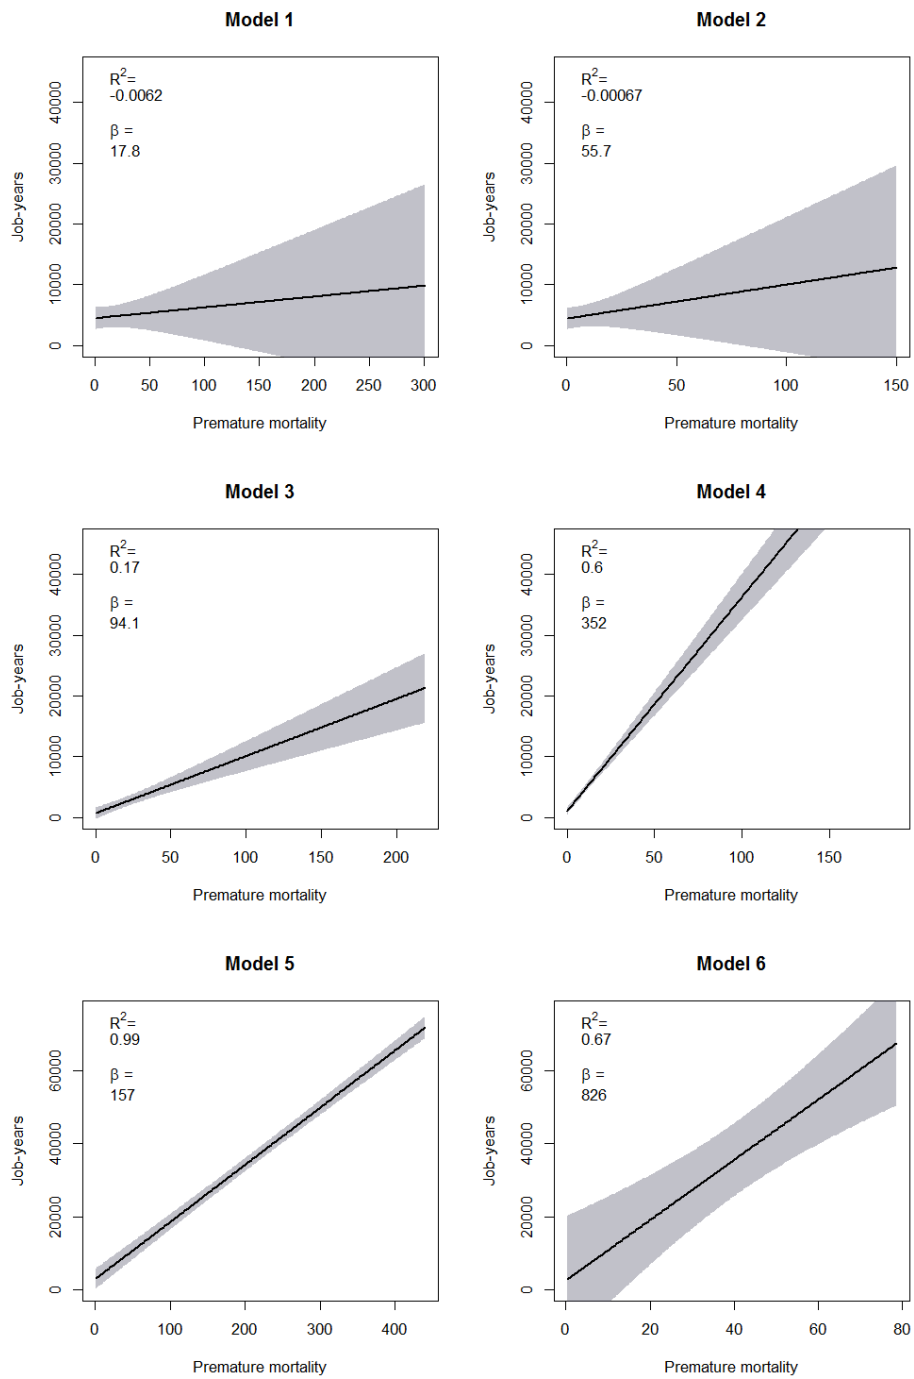 Model 1
R2=
-0.0062
β =
17.8
Job-years
0 10000 20000 30000 40000
0 50 100 150 200 250 300
Premature mortality
Model 2
R2=
-0.00067
β =
55.7
Job-years
0 10000 20000 30000 40000
0 50 100 150
Premature mortality
Model 3
R2=
0.17
β =
94.1
Job-years
0 10000 20000 30000 40000
0 50 100 150 200
Premature mortality
Model 4
R2=
0.6
β =
352
Job-years
0 10000 20000 30000 40000
0 50 100 150
Premature mortality
Model 5
R2=
0.99
β =
157
Job-years
0 20000 40000 60000
0 100 200 300 400
Premature mortality
Model 6
R2=
0.67
β =
826
Job-years
0 20000 40000 60000
0 20 40 60 80
Premature mortality